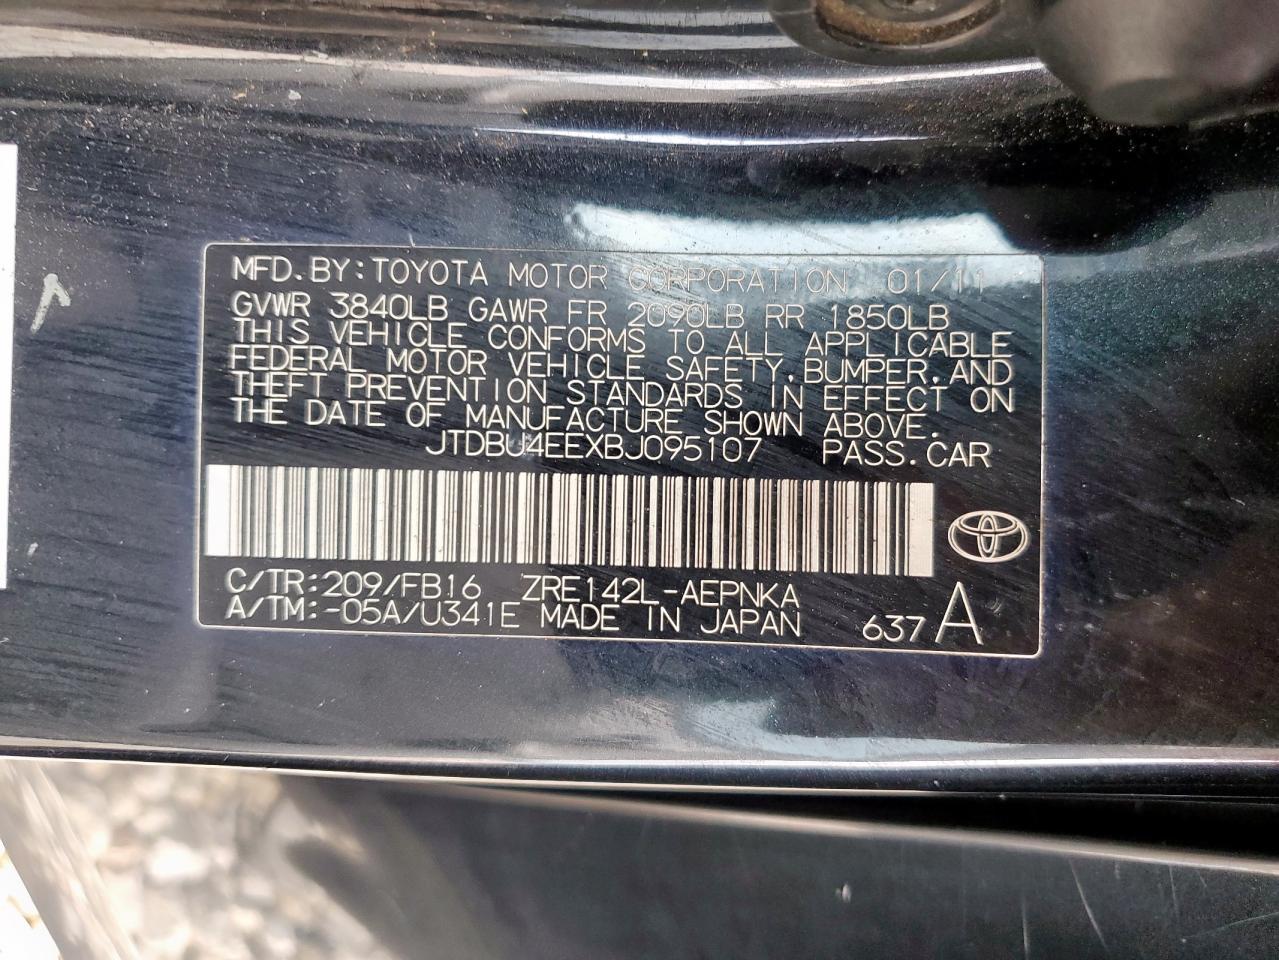 MFD.BY:TOYOTA MOTOR CORPORATION 01/11
GVWR 3840LB GAWR FR 2090LB RR 1850LB
THIS VEHICLE CONFORMS TO ALL APPLICABLE
FEDERAL MOTOR VEHICLE SAFETY,BUMPER,AND
THEFT PREVENTION STANDARDS IN EFFECT ON
THE DATE OF MANUFACTURE SHOWN ABOVE.
JTDBU4EEXBJ095107 PASS.CAR
C/TR:209/FB16 ZRE142L-AEPNKA
A/TM:-05A/U341E MADE IN JAPAN 637 A